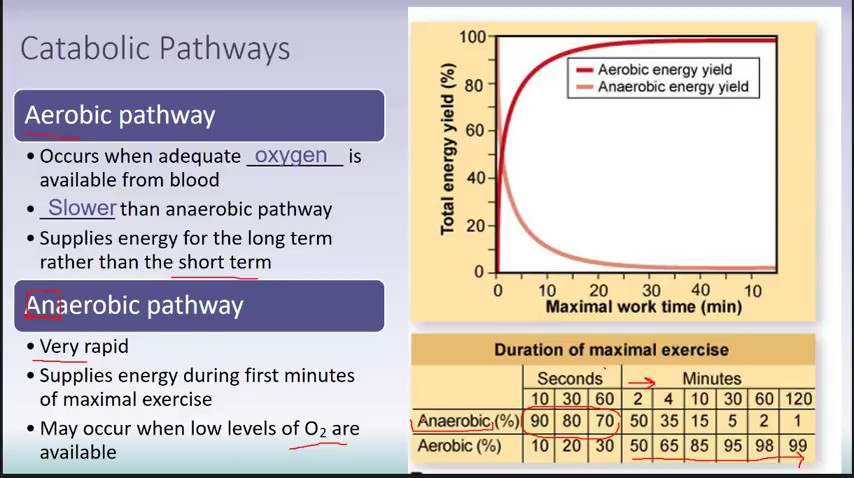 Catabolic Pathways
Aerobic pathway
• Occurs when adequate oxygen is
available from blood
• Slower than anaerobic pathway
• Supplies energy for the long term
rather than the short term
Anaerobic pathway
• Very rapid
• Supplies energy during first minutes
of maximal exercise
• May occur when low levels of O₂ are
available
Total energy yield (%)
100
80
60
40
20
0
Aerobic energy yield
Anaerobic energy yield
0 10 20 30 40 10
Maximal work time (min)
Duration of maximal exercise
Seconds Minutes
10 30 60 2 4 10 30 60 120
Anaerobic (%) 90 80 70 50 35 15 5 2 1
Aerobic (%) 10 20 30 50 65 85 95 98 99